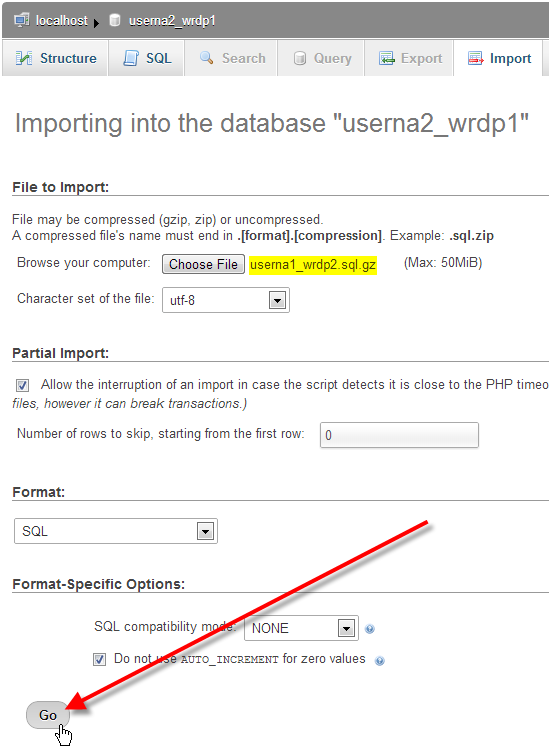 localhost ▸ userna2_wrdp1
Structure SQL Search Query Export Import
Importing into the database "userna2_wrdp1"
File to Import:
File may be compressed (gzip, zip) or uncompressed.
A compressed file's name must end in .[format].[compression]. Example: .sql.zip
Browse your computer: Choose File userna1_wrdp2.sql.gz (Max: 50MiB)
Character set of the file: utf-8
Partial Import:
Allow the interruption of an import in case the script detects it is close to the PHP timeo
files, however it can break transactions.)
Number of rows to skip, starting from the first row: 0
Format:
SQL
Format-Specific Options:
SQL compatibility mode: NONE
Do not use AUTO_INCREMENT for zero values
Go